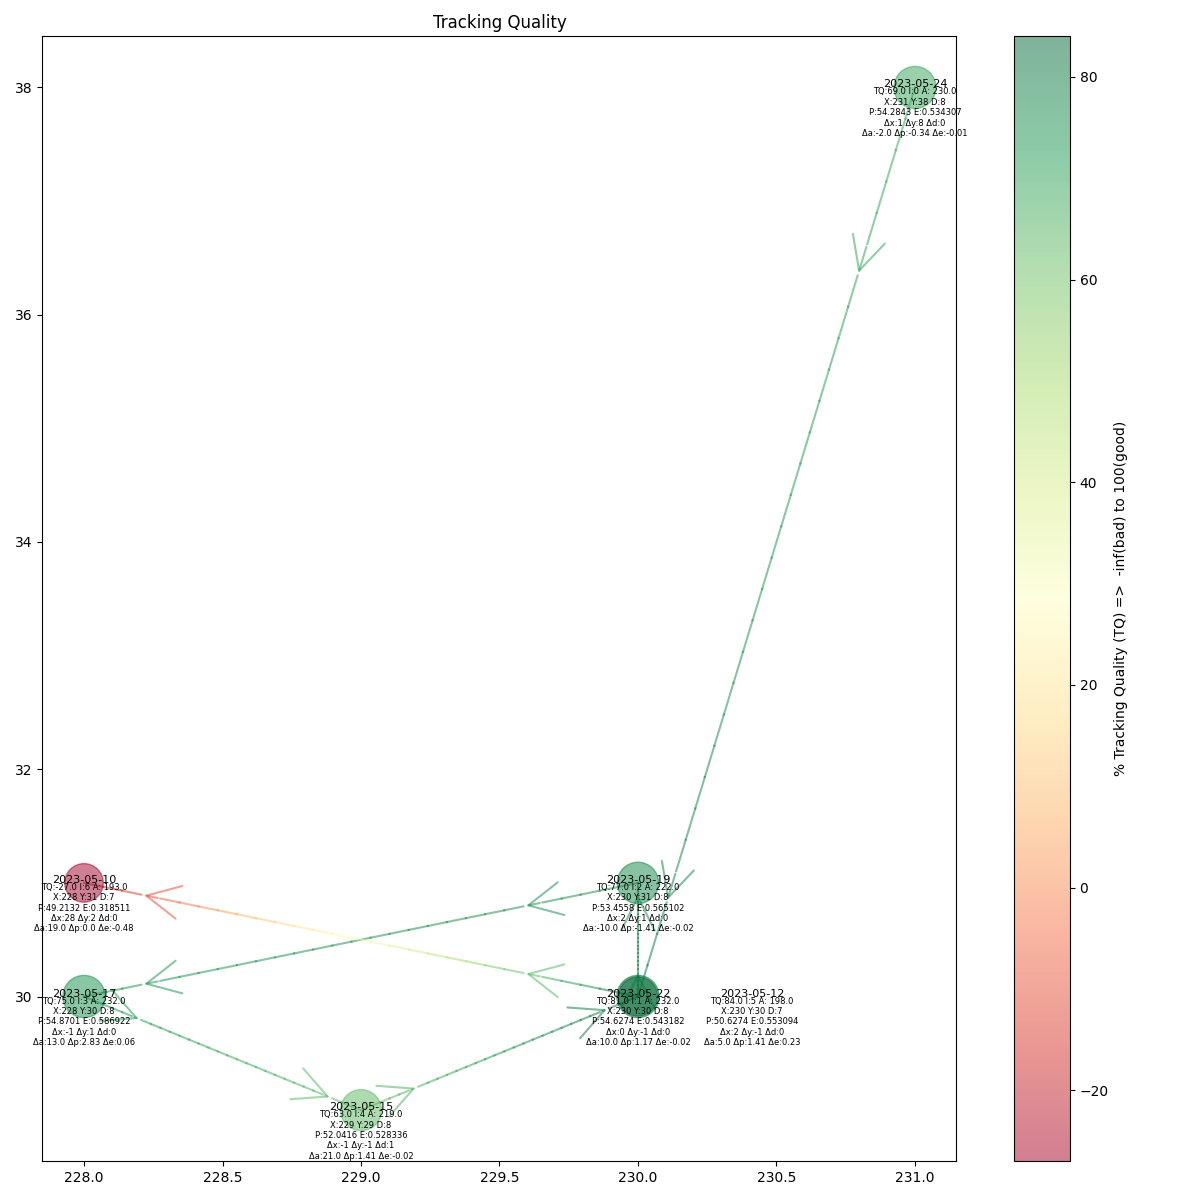 Tracking Quality
38
36
34
32
30
2023-05-24
TQ:69.0 I:0 A: 230.0
X:231 Y:38 D:8
P:54.2843 E:0.534307
Δx:1 Δy:8 Δd:0
Δa:-2.0 Δp:-0.34 Δe:-0.01
2023-05-10
TQ:-27.0 I:6 A: 193.0
X:228 Y:31 D:7
P:49.2132 E:0.318511
Δx:28 Δy:2 Δd:0
Δa:19.0 Δp:0.0 Δe:-0.48
2023-05-19
TQ:77.0 I:2 A: 222.0
X:230 Y:31 D:8
P:53.4558 E:0.565102
Δx:2 Δy:1 Δd:0
Δa:-10.0 Δp:-1.41 Δe:-0.02
2023-05-17
TQ:75.0 I:3 A: 232.0
X:228 Y:30 D:8
P:54.8701 E:0.586922
Δx:-1 Δy:1 Δd:0
Δa:13.0 Δp:2.83 Δe:0.06
2023-05-22
TQ:81.0 I:1 A: 232.0
X:230 Y:30 D:8
P:54.6274 E:0.543182
Δx:0 Δy:-1 Δd:0
Δa:10.0 Δp:1.17 Δe:-0.02
2023-05-12
TQ:84.0 I:5 A: 198.0
X:230 Y:30 D:7
P:50.6274 E:0.553094
Δx:2 Δy:-1 Δd:0
Δa:5.0 Δp:1.41 Δe:0.23
2023-05-15
TQ:63.0 I:4 A: 219.0
X:229 Y:29 D:8
P:52.0416 E:0.528336
Δx:-1 Δy:-1 Δd:1
Δa:21.0 Δp:1.41 Δe:-0.02
228.0 228.5 229.0 229.5 230.0 230.5 231.0
80
60
40
20
0
−20
% Tracking Quality (TQ) => -inf(bad) to 100(good)